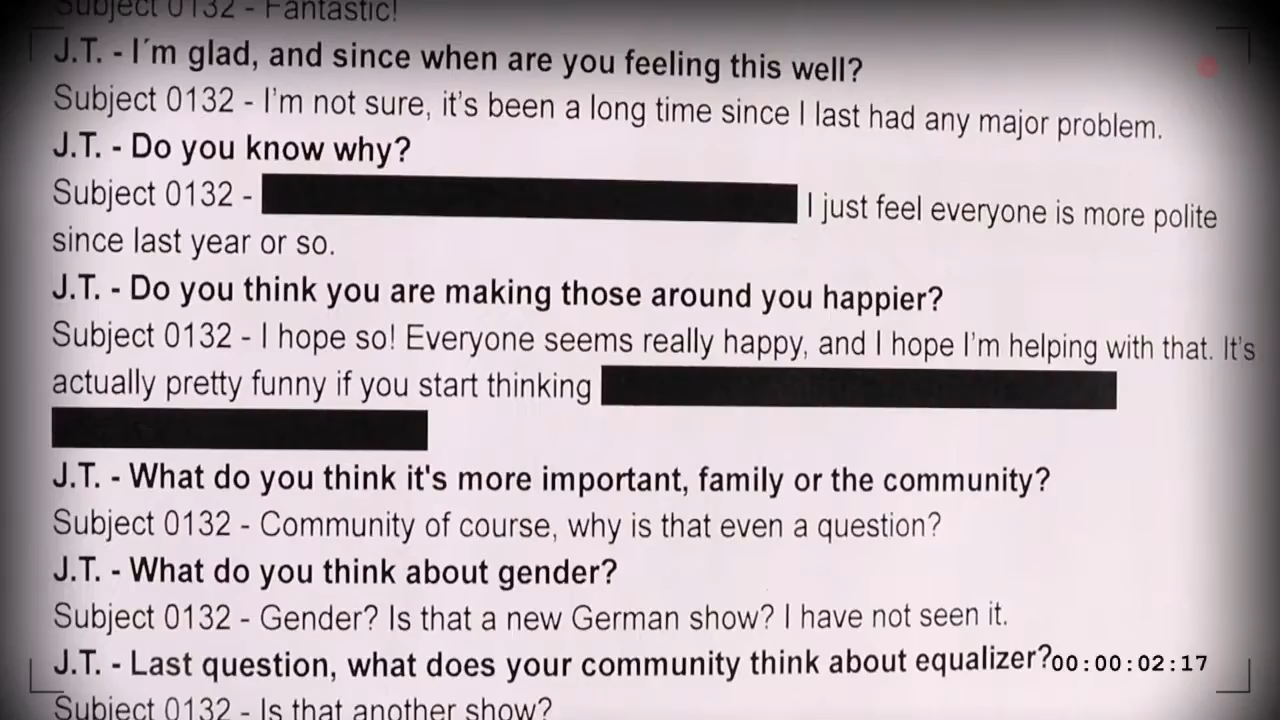 Subject 0132 - Fantastic!
J.T. - I´m glad, and since when are you feeling this well?
Subject 0132 - I'm not sure, it's been a long time since I last had any major problem.
J.T. - Do you know why?
Subject 0132 - I just feel everyone is more polite
since last year or so.
J.T. - Do you think you are making those around you happier?
Subject 0132 - I hope so! Everyone seems really happy, and I hope I'm helping with that. It's
actually pretty funny if you start thinking
J.T. - What do you think it's more important, family or the community?
Subject 0132 - Community of course, why is that even a question?
J.T. - What do you think about gender?
Subject 0132 - Gender? Is that a new German show? I have not seen it.
J.T. - Last question, what does your community think about equalizer?
00:00:02:17
Subject 0132 - Is that another show?